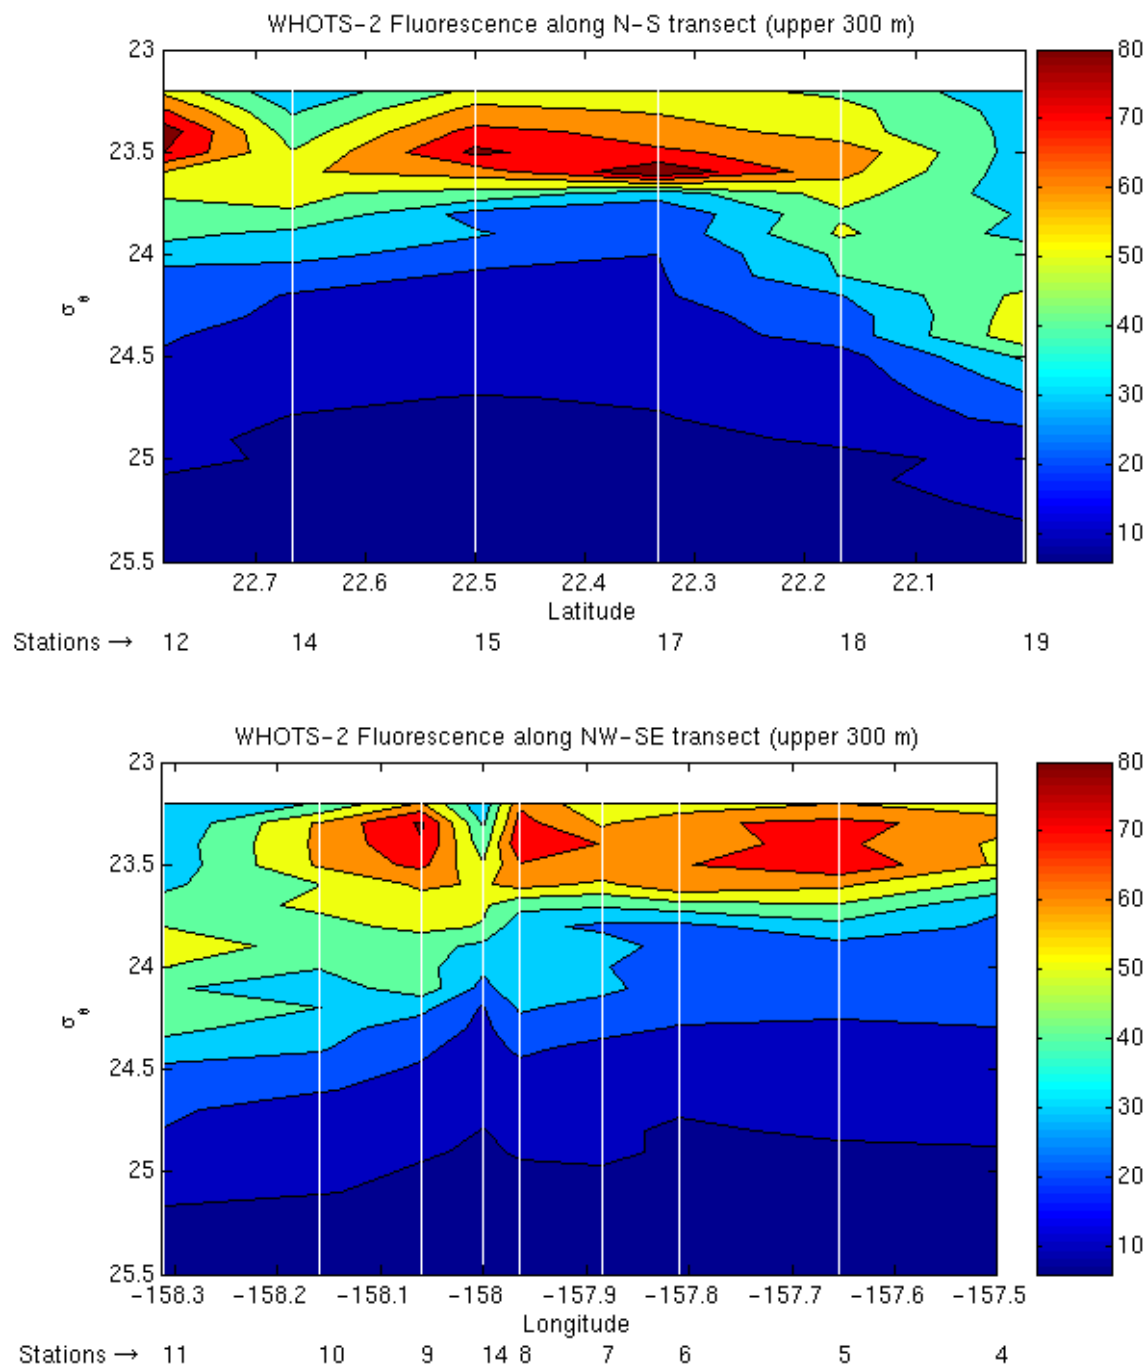 WHOTS-2 Fluorescence along N-S transect (upper 300 m)
23
23.5
24
24.5
25
25.5
σ_θ
22.7 22.6 22.5 22.4 22.3 22.2 22.1
Latitude
Stations → 12 14 15 17 18 19
80
70
60
50
40
30
20
10
WHOTS-2 Fluorescence along NW-SE transect (upper 300 m)
23
23.5
24
24.5
25
25.5
σ_θ
-158.3 -158.2 -158.1 -158 -157.9 -157.8 -157.7 -157.6 -157.5
Longitude
Stations → 11 10 9 14 8 7 6 5 4
80
70
60
50
40
30
20
10